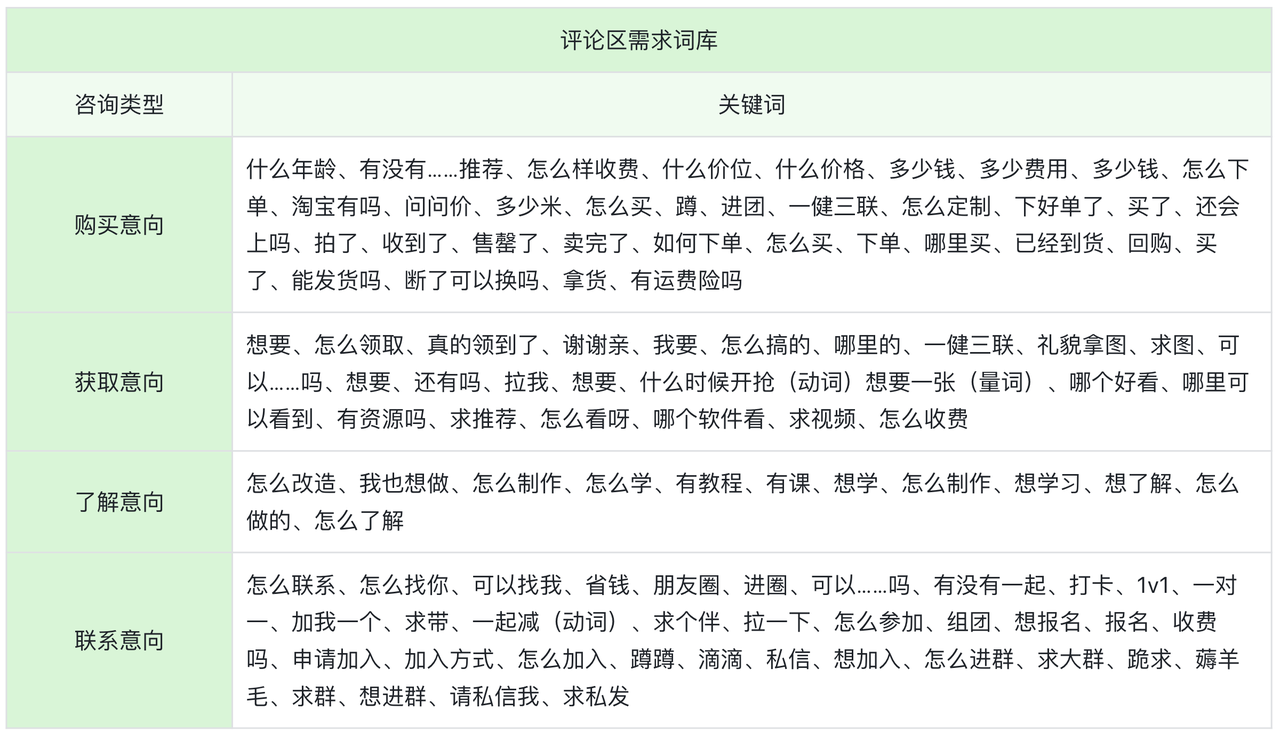 评论区需求词库
咨询类型
关键词
购买意向
什么年龄、有没有……推荐、怎么样收费、什么价位、什么价格、多少钱、多少费用、多少钱、怎么下
单、淘宝有吗、问问价、多少米、怎么买、蹲、进团、一健三联、怎么定制、下好单了、买了、还会
上吗、拍了、收到了、售罄了、卖完了、如何下单、怎么买、下单、哪里买、已经到货、回购、买
了、能发货吗、断了可以换吗、拿货、有运费险吗
获取意向
想要、怎么领取、真的领到了、谢谢亲、我要、怎么搞的、哪里的、一健三联、礼貌拿图、求图、可
以……吗、想要、还有吗、拉我、想要、什么时候开抢（动词）想要一张（量词）、哪个好看、哪里可
以看到、有资源吗、求推荐、怎么看呀、哪个软件看、求视频、怎么收费
了解意向
怎么改造、我也想做、怎么制作、怎么学、有教程、有课、想学、怎么制作、想学习、想了解、怎么
做的、怎么了解
联系意向
怎么联系、怎么找你、可以找我、省钱、朋友圈、进圈、可以……吗、有没有一起、打卡、1v1、一对
一、加我一个、求带、一起减（动词）、求个伴、拉一下、怎么参加、组团、想报名、报名、收费
吗、申请加入、加入方式、怎么加入、蹲蹲、滴滴、私信、想加入、怎么进群、求大群、跪求、薅羊
毛、求群、想进群、请私信我、求私发